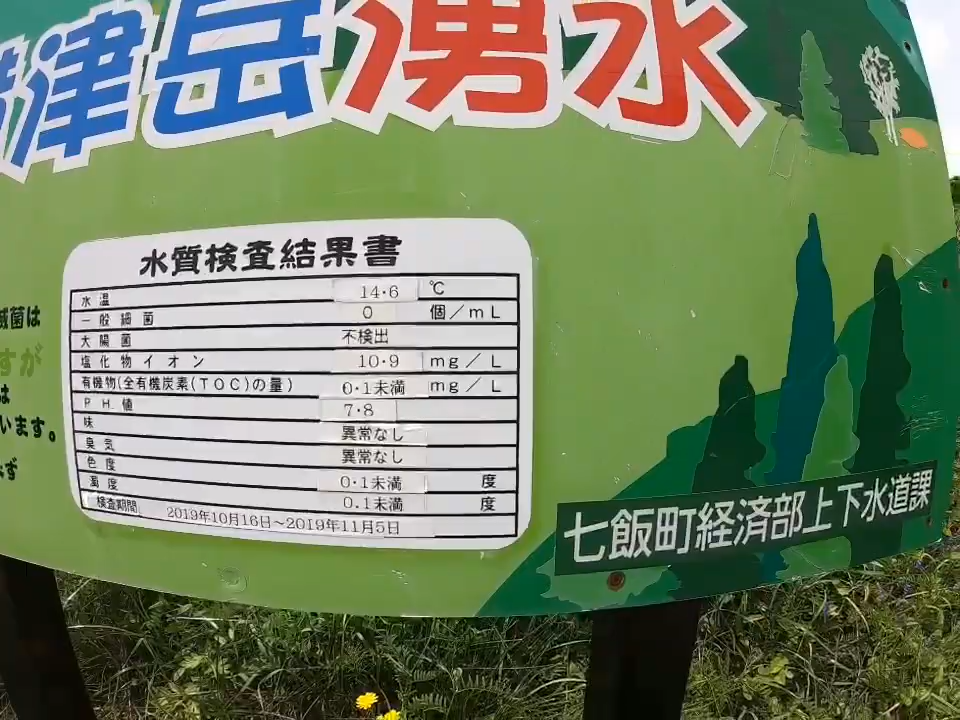 津岳湧水
水質検査結果書
水温 14・6 ℃
一般細菌 0 個/mL
大腸菌 不検出
塩化物イオン 10・9 mg/L
有機物(全有機炭素(TOC)の量) 0・1未満 mg/L
PH値 7・8
味 異常なし
臭気 異常なし
色度 0・1未満 度
濁度 0.1未満 度
検査期間 2019年10月16日～2019年11月5日
菌は
すが
は
います。
ず
七飯町経済部上下水道課